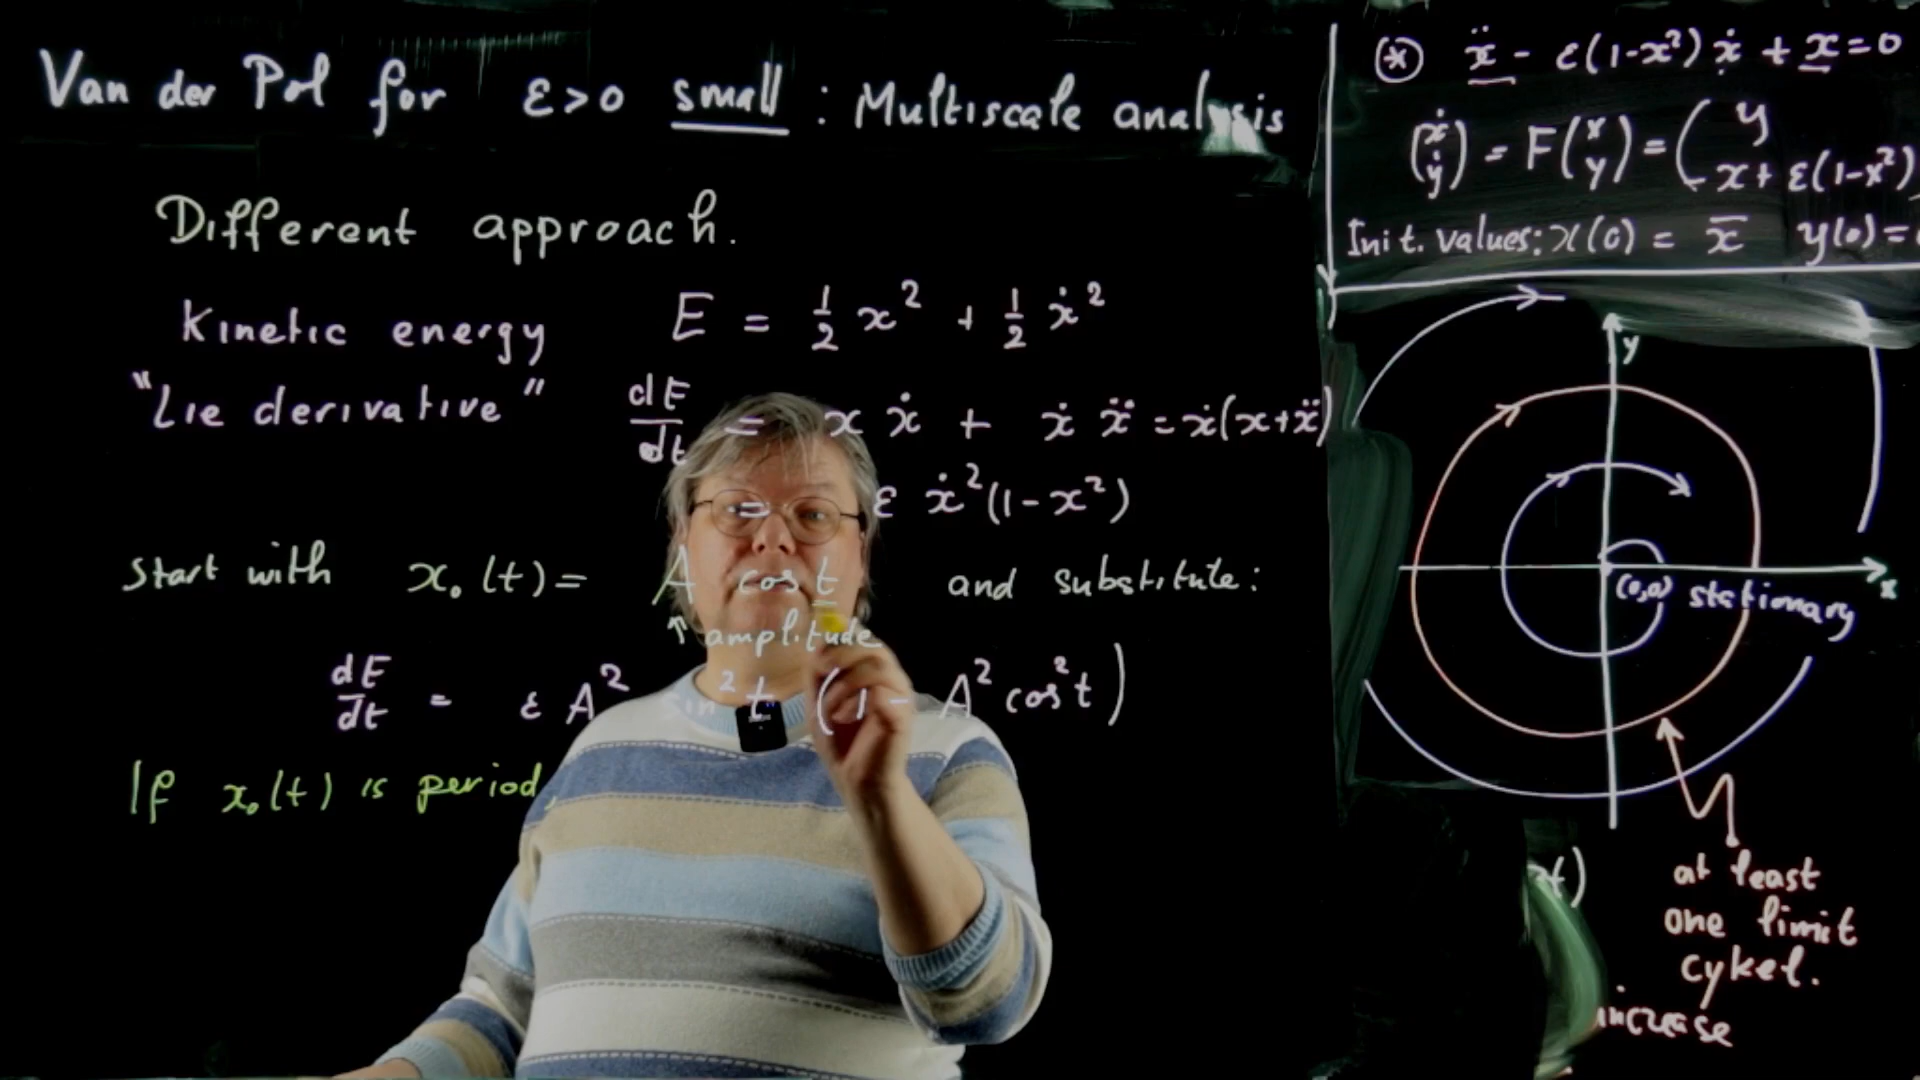 Van der Pol for ε>0 small : Multiscale analysis
Different approach.
Kinetic energy E = 1/2 x² + 1/2 ẋ²
"Lie derivative" dE/dt = x ẋ + ẋ ẍ = ẋ(x+ẍ)
= ε ẋ²(1-x²)
Start with x₀(t) = A cos t and substitute:
↑ amplitude
dE/dt = ε A² sin²t (1 - A² cos²t)
If x₀(t) is period
(*) ẍ - ε(1-x²)ẋ + x = 0
(ẋ ẏ) = F(x y) = ( y x + ε(1-x²)
Init. values: x(0) = x̄ y(0) =
y
x
(0,0) stationary
at least
one limit
cykel.
t)
increase